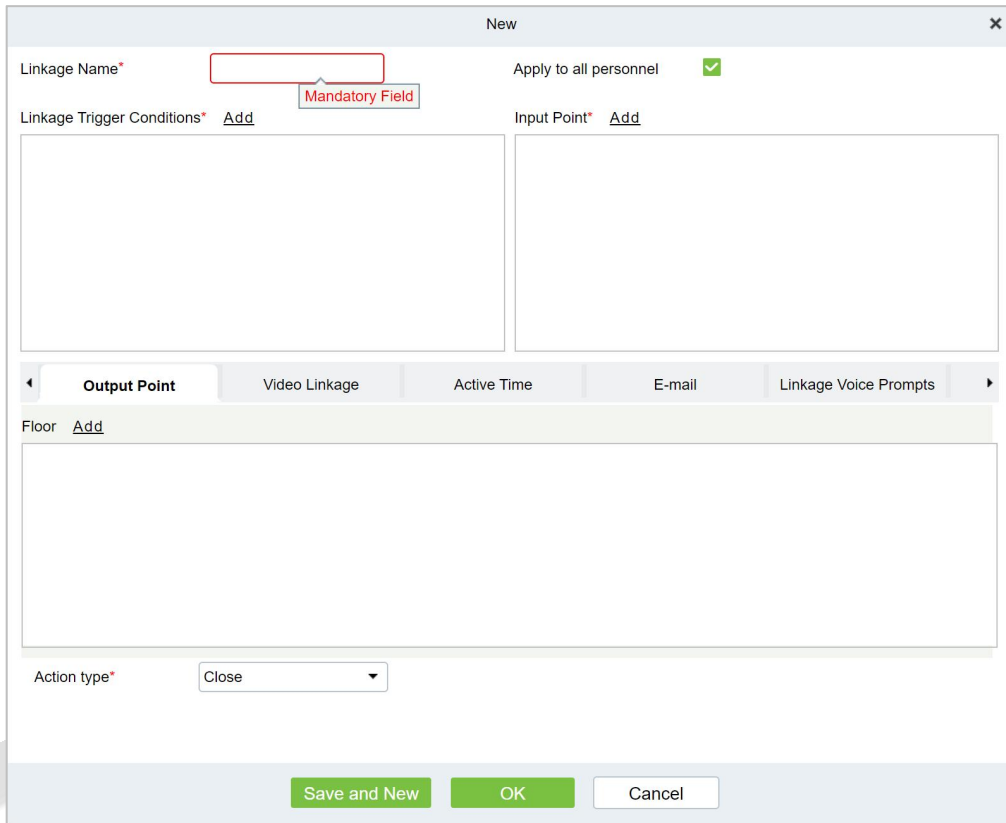 New
Linkage Name*
Apply to all personnel
Mandatory Field
Linkage Trigger Conditions* Add
Input Point* Add
Output Point
Video Linkage
Active Time
E-mail
Linkage Voice Prompts
Floor Add
Action type*
Close
Save and New
OK
Cancel